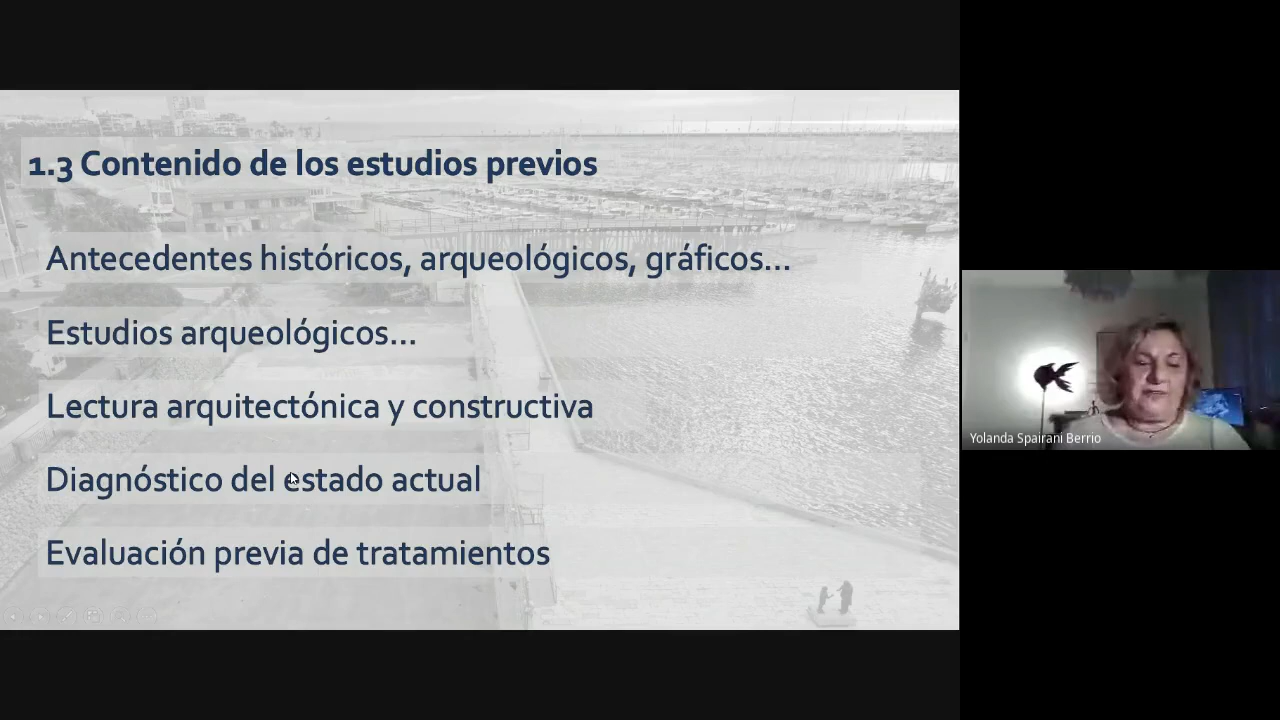 1.3 Contenido de los estudios previos
Antecedentes históricos, arqueológicos, gráficos...
Estudios arqueológicos...
Lectura arquitectónica y constructiva
Diagnóstico del estado actual
Evaluación previa de tratamientos
Yolanda Spairani Berrio